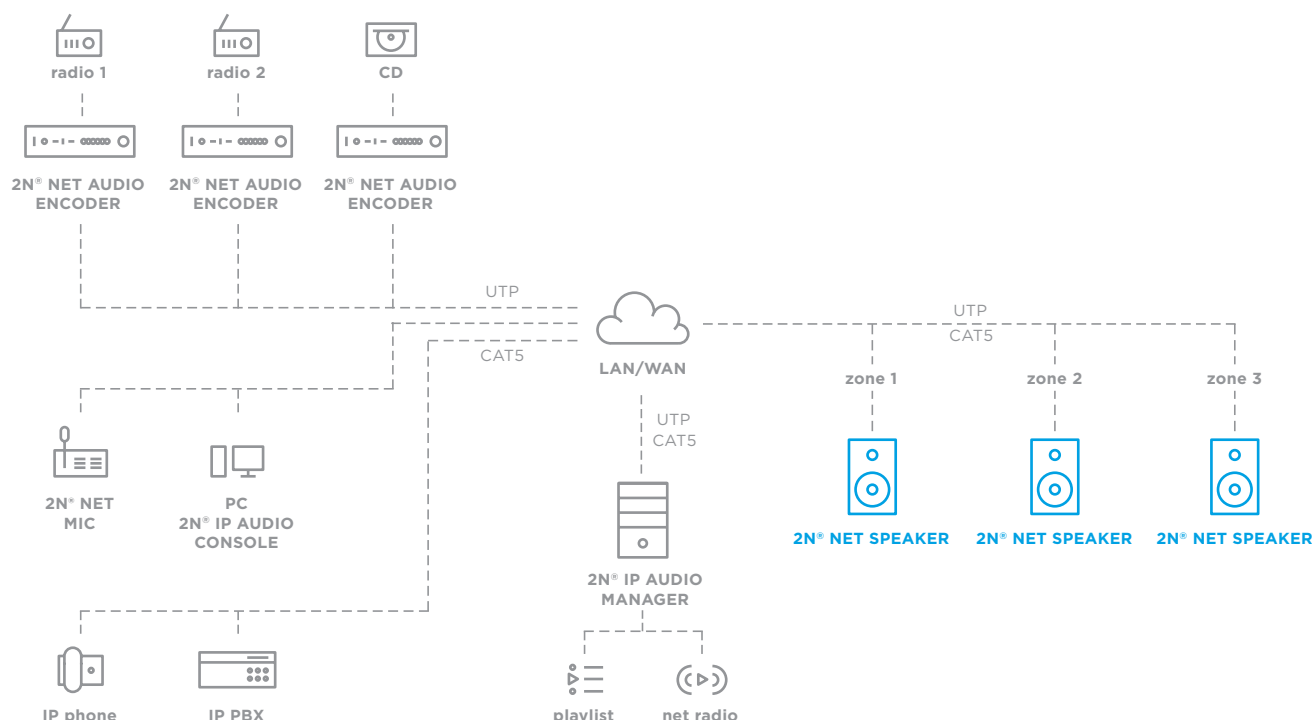 radio 1
radio 2
CD
2N® NET AUDIO
ENCODER
2N® NET AUDIO
ENCODER
2N® NET AUDIO
ENCODER
UTP
CAT5
LAN/WAN
UTP
CAT5
UTP
CAT5
zone 1
zone 2
zone 3
2N® NET SPEAKER
2N® NET SPEAKER
2N® NET SPEAKER
2N® NET
MIC
PC
2N® IP AUDIO
CONSOLE
2N® IP AUDIO
MANAGER
IP phone
IP PBX
playlist
net radio